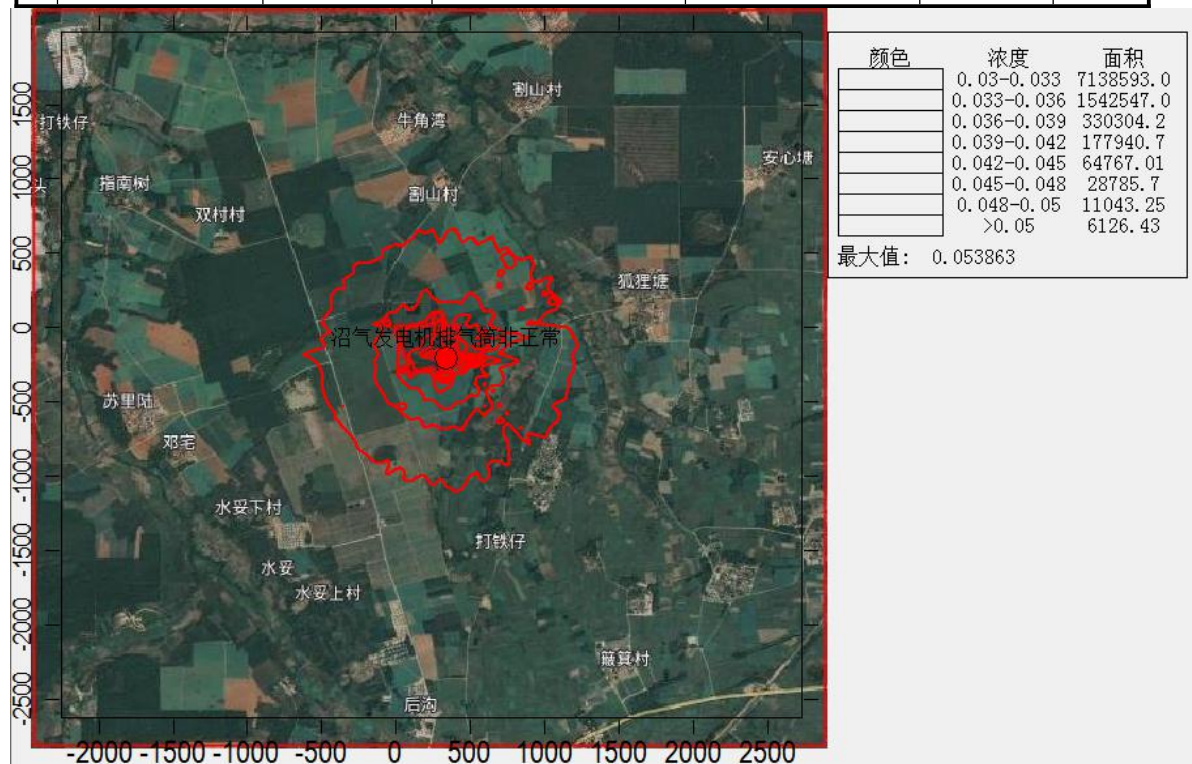 颜色 浓度 面积
0.03-0.033 7138593.0
0.033-0.036 1542547.0
0.036-0.039 330304.2
0.039-0.042 177940.7
0.042-0.045 64767.01
0.045-0.048 28785.7
0.048-0.05 11043.25
>0.05 6126.43
最大值: 0.053863
割山村
牛角湾
打铁仔
安心塘
头
指南树
割山村
双村村
狐狸塘
沼气发电机排气筒非正常
苏里陆
邓宅
水妥下村
打铁仔
水妥
水妥上村
簸箕村
后沟
1500
1000
500
0
-500
-1000
-1500
-2000
-2500
-2000 -1500 -1000 -500 0 500 1000 1500 2000 2500